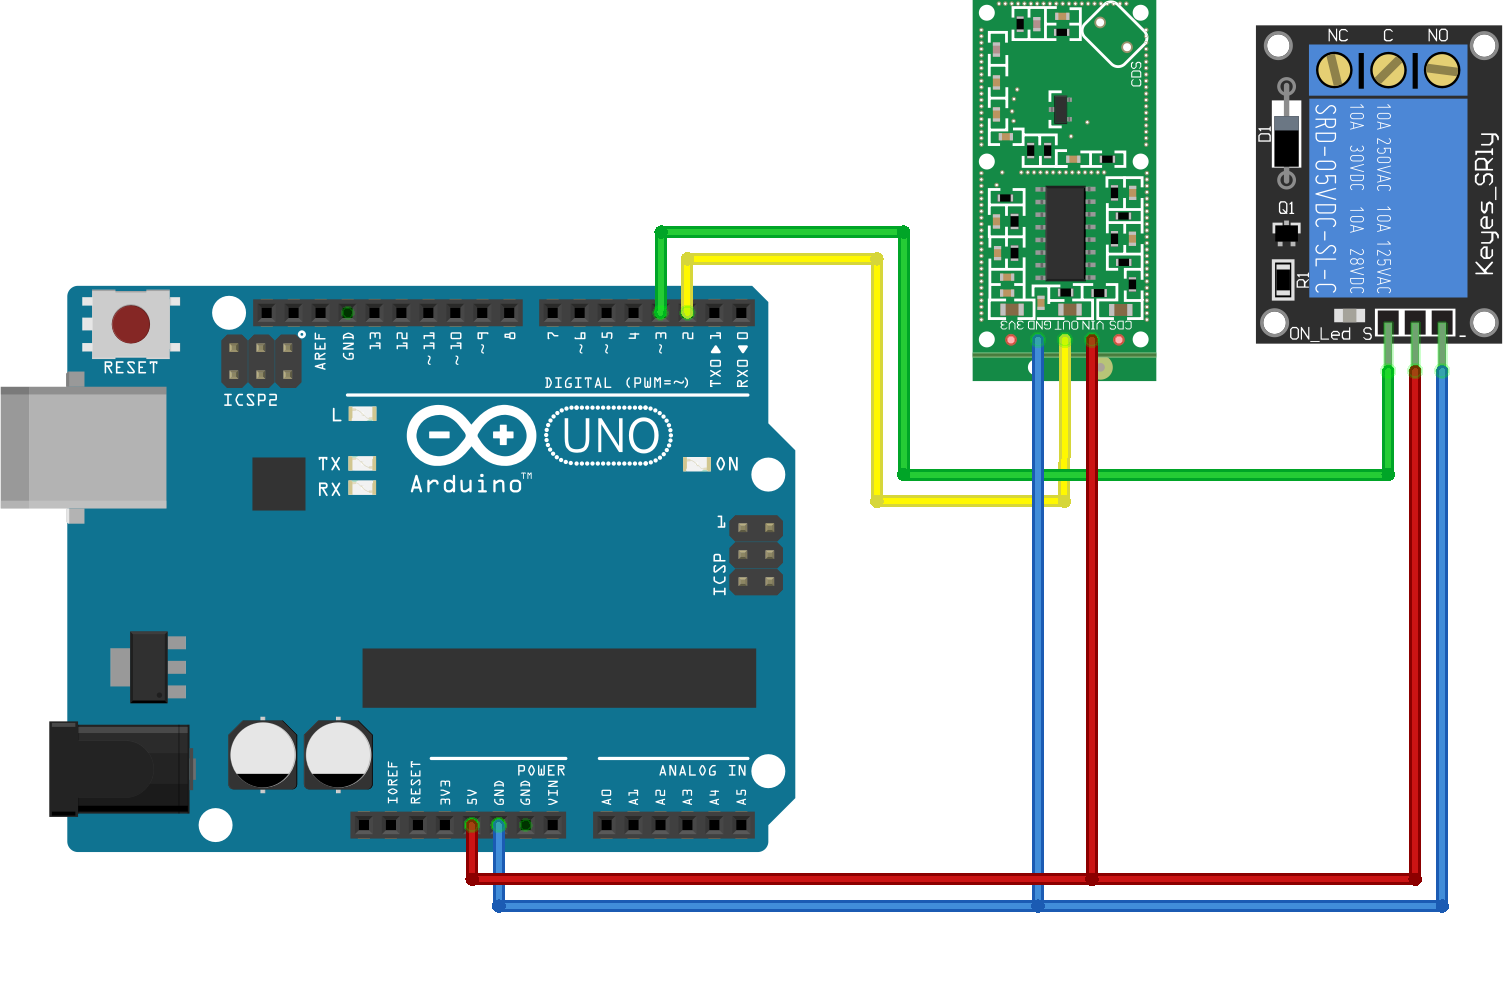 RESET
ICSP2
AREF
GND
13
12
~11
~10
~9
8
7
~6
~5
4
~3
2
TX0▶1
RX0◀0
DIGITAL (PWM=~)
L
TX
RX
Arduino™
UNO
ON
1
ICSP
IOREF
RESET
3V3
5V
GND
GND
VIN
POWER
ANALOG IN
A0
A1
A2
A3
A4
A5
CDS
3V3
GND
OUT
VIN
CDS
NC
C
NO
D1
Q1
R1
10A 250VAC 10A 125VAC
10A 30VDC 10A 28VDC
SRD-05VDC-SL-C
Keyes_SRly
ON_Led
S
-